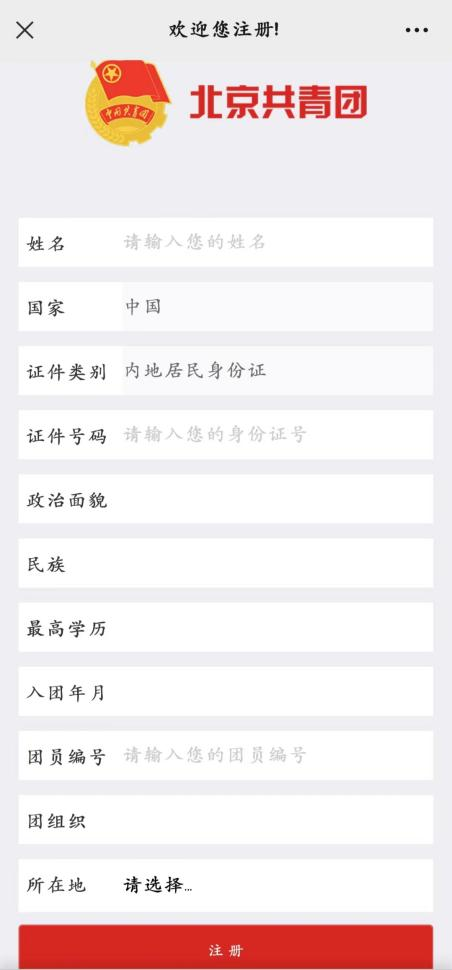 欢迎您注册!
中国共青团
北京共青团
姓名 请输入您的姓名
国家 中国
证件类别 内地居民身份证
证件号码 请输入您的身份证号
政治面貌
民族
最高学历
入团年月
团员编号 请输入您的团员编号
团组织
所在地 请选择...
注册